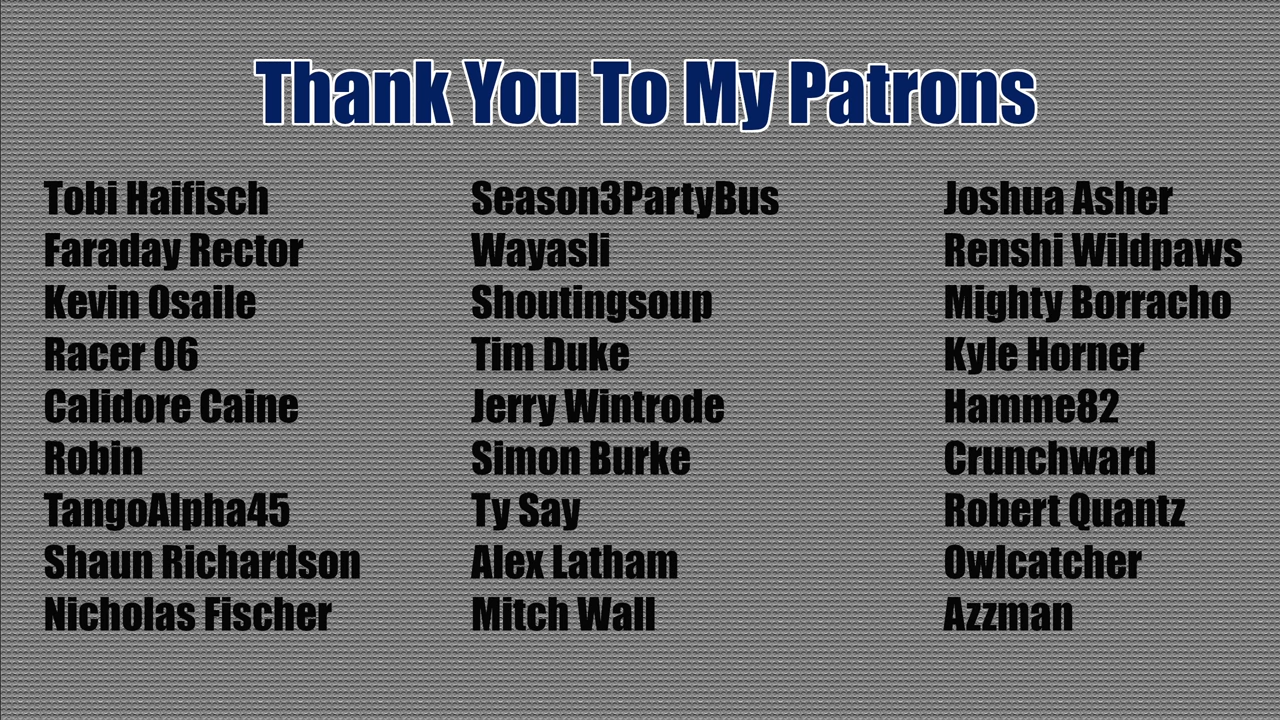 Thank You To My Patrons
Tobi Haifisch
Faraday Rector
Kevin Osaile
Racer 06
Calidore Caine
Robin
TangoAlpha45
Shaun Richardson
Nicholas Fischer
Season3PartyBus
Wayasli
Shoutingsoup
Tim Duke
Jerry Wintrode
Simon Burke
Ty Say
Alex Latham
Mitch Wall
Joshua Asher
Renshi Wildpaws
Mighty Borracho
Kyle Horner
Hamme82
Crunchward
Robert Quantz
Owlcatcher
Azzman